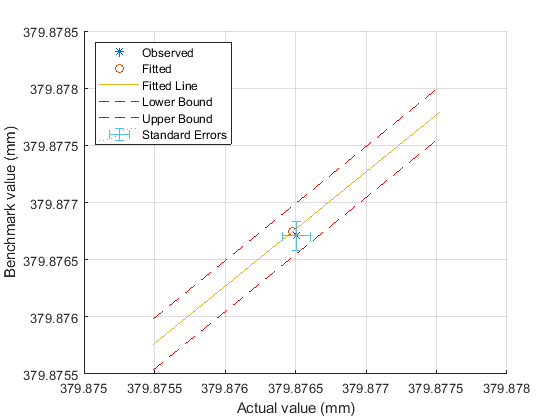 379.8785
379.878
379.8775
379.877
379.8765
379.876
379.8755
Benchmark value (mm)
Observed
Fitted
Fitted Line
Lower Bound
Upper Bound
Standard Errors
379.875 379.8755 379.876 379.8765 379.877 379.8775 379.878
Actual value (mm)